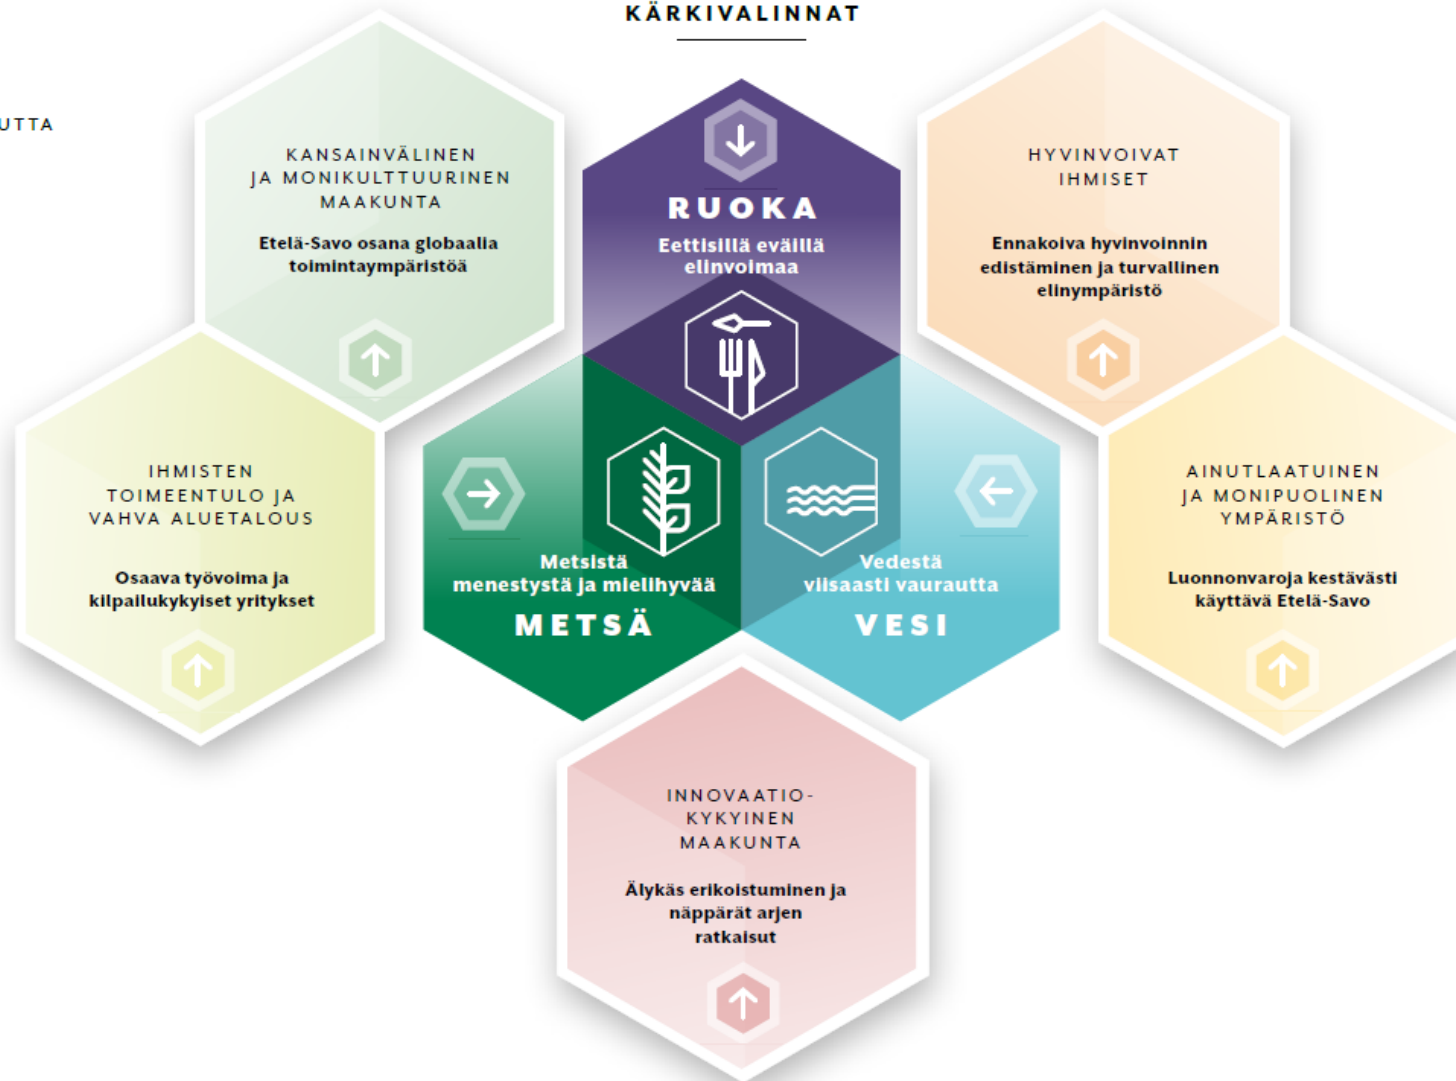 KÄRKIVALINNAT
UTTA
KANSAINVÄLINEN
JA MONIKULTTUURINEN
MAAKUNTA
Etelä-Savo osana globaalia
toimintaympäristöä
RUOKA
Eettisillä eväillä
elinvoimaa
HYVINVOIVAT
IHMISET
Ennakoiva hyvinvoinnin
edistäminen ja turvallinen
elinympäristö
IHMISTEN
TOIMEENTULO JA
VAHVA ALUETALOUS
Osaava työvoima ja
kilpailukykyiset yritykset
Metsistä
menestystä ja mielihyvää
METSÄ
Vedestä
viisaasti vaurautta
VESI
AINUTLAATUINEN
JA MONIPUOLINEN
YMPÄRISTÖ
Luonnonvaroja kestävästi
käyttävä Etelä-Savo
INNOVAATIO-
KYKYINEN
MAAKUNTA
Älykäs erikoistuminen ja
näppärät arjen
ratkaisut